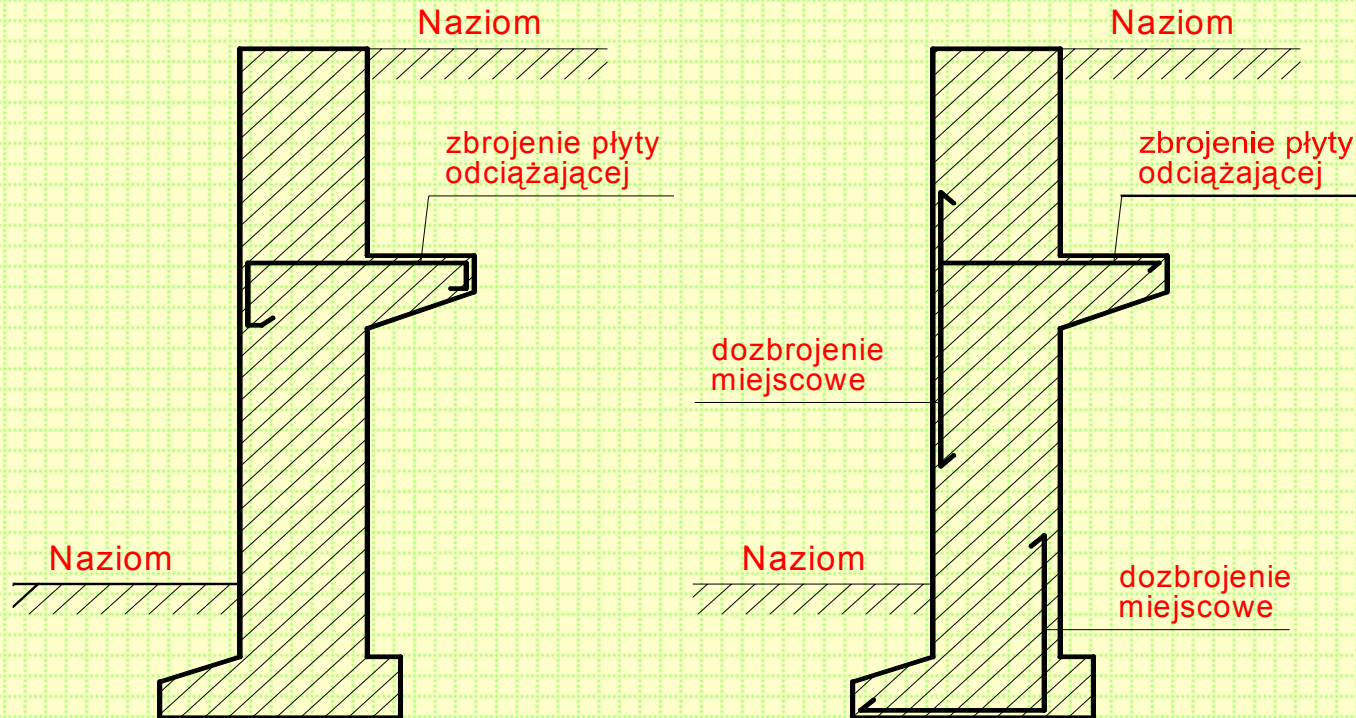 Naziom
zbrojenie płyty
odciążającej
Naziom
Naziom
zbrojenie płyty
odciążającej
dozbrojenie
miejscowe
Naziom
dozbrojenie
miejscowe